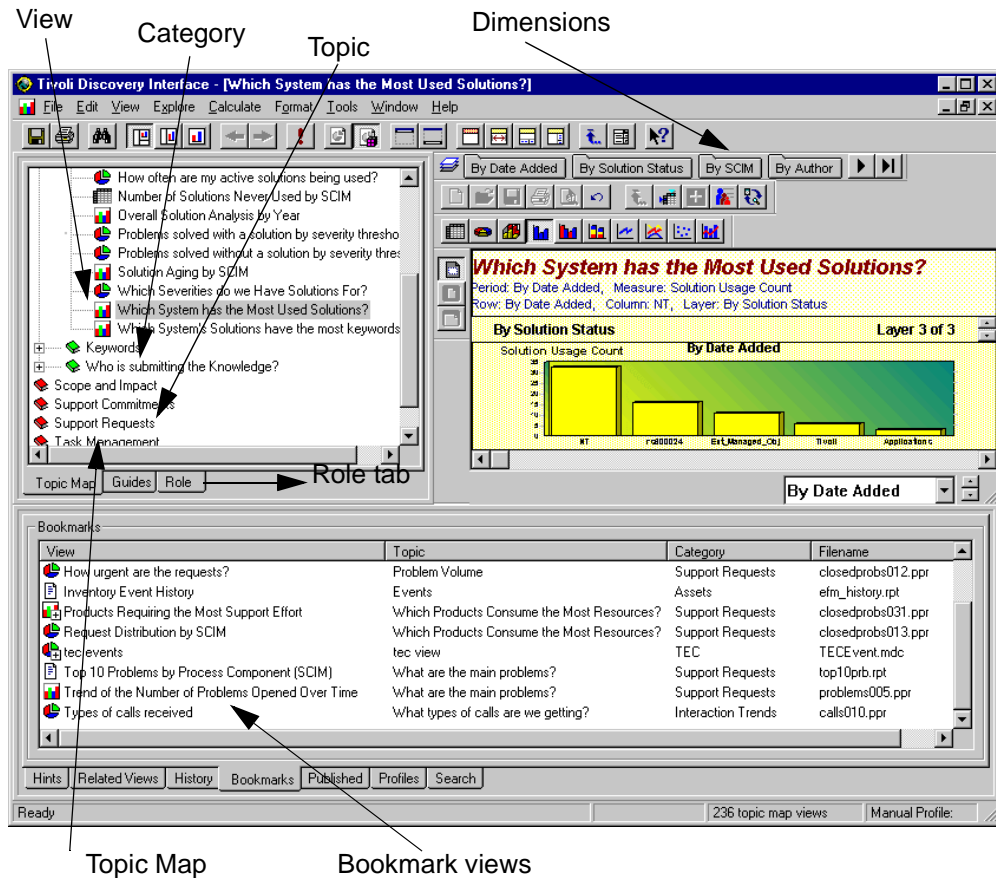 View
Category
Topic
Dimensions
Tivoli Discovery Interface - [Which System has the Most Used Solutions?]
File Edit View Explore Calculate Format Tools Window Help
How often are my active solutions being used?
Number of Solutions Never Used by SCIM
Overall Solution Analysis by Year
Problems solved with a solution by severity thresho
Problems solved without a solution by severity thres
Solution Aging by SCIM
Which Severities do we Have Solutions For?
Which System has the Most Used Solutions?
Which System's Solutions have the most keywords
Keywords
Who is submitting the Knowledge?
Scope and Impact
Support Commitments
Support Requests
Task Management
Topic Map Guides Role
Role tab
By Date Added By Solution Status By SCIM By Author
Which System has the Most Used Solutions?
Period: By Date Added, Measure: Solution Usage Count
Row: By Date Added, Column: NT, Layer: By Solution Status
By Solution Status Layer 3 of 3
Solution Usage Count By Date Added
35
30
25
20
15
10
5
0
NT rs600024 Ext_Managed_Obj Tivoli Applications
By Date Added
Bookmarks
View Topic Category Filename
How urgent are the requests? Problem Volume Support Requests closedprobs012.ppr
Inventory Event History Events Assets efm_history.rpt
Products Requiring the Most Support Effort Which Products Consume the Most Resources? Support Requests closedprobs031.ppr
Request Distribution by SCIM Which Products Consume the Most Resources? Support Requests closedprobs013.ppr
tec events tec view TEC TECEvent.mdc
Top 10 Problems by Process Component (SCIM) What are the main problems? Support Requests top10prb.rpt
Trend of the Number of Problems Opened Over Time What are the main problems? Support Requests problems005.ppr
Types of calls received What types of calls are we getting? Interaction Trends calls010.ppr
Hints Related Views History Bookmarks Published Profiles Search
Ready 236 topic map views Manual Profile:
Topic Map
Bookmark views